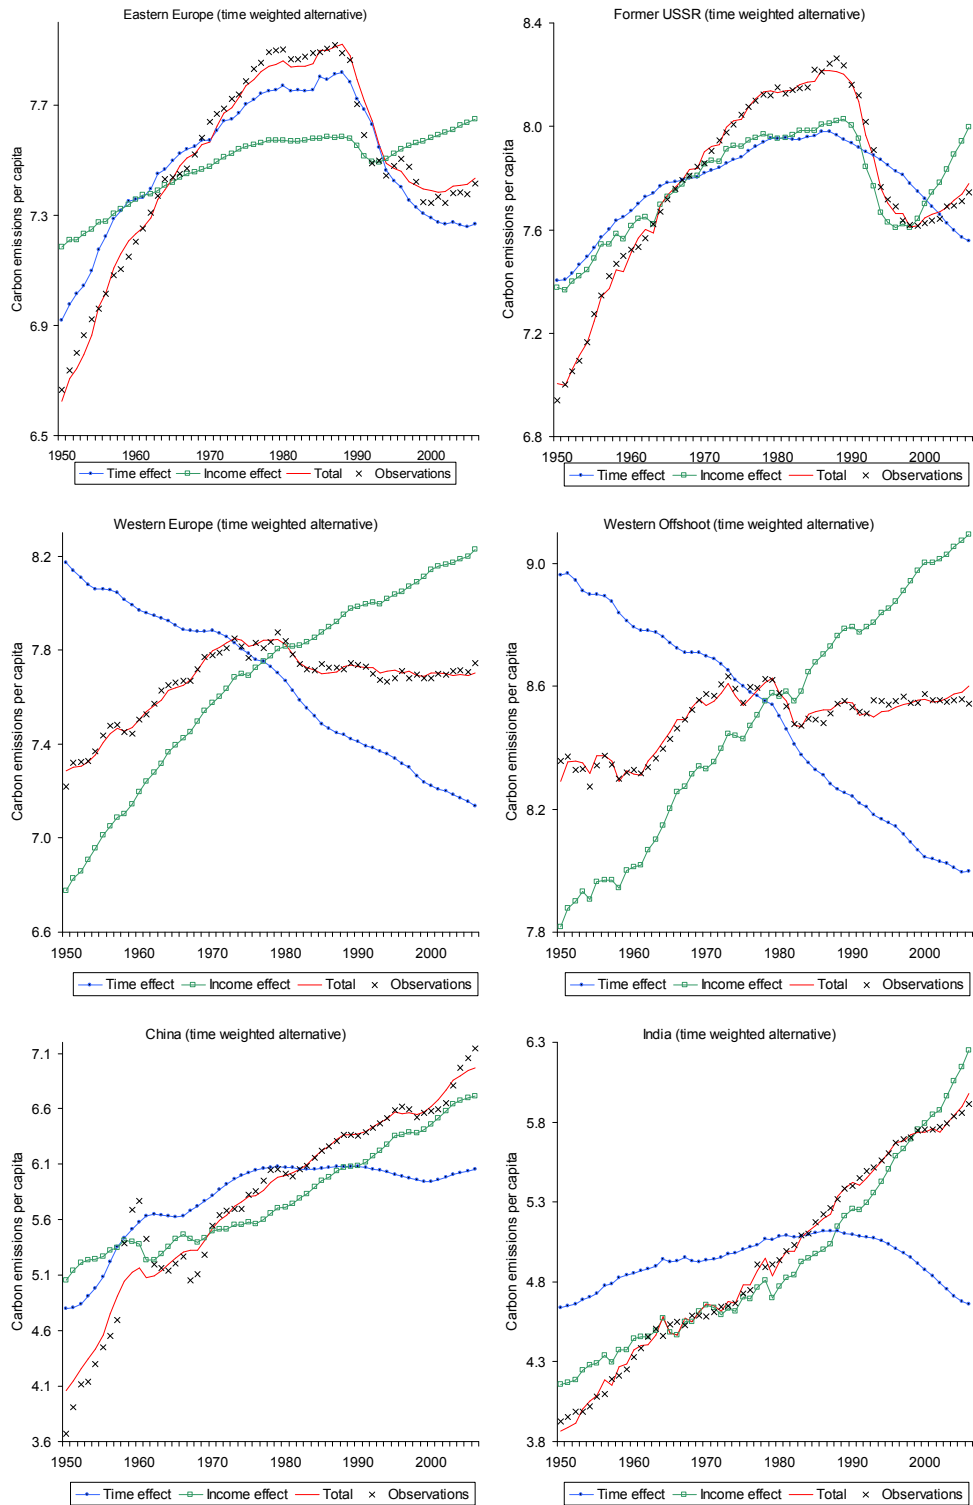 Eastern Europe (time weighted alternative)
Carbon emissions per capita
7.7
7.3
6.9
6.5
1950 1960 1970 1980 1990 2000
Time effect Income effect Total Observations
Former USSR (time weighted alternative)
Carbon emissions per capita
8.4
8.0
7.6
7.2
6.8
1950 1960 1970 1980 1990 2000
Time effect Income effect Total Observations
Western Europe (time weighted alternative)
Carbon emissions per capita
8.2
7.8
7.4
7.0
6.6
1950 1960 1970 1980 1990 2000
Time effect Income effect Total Observations
Western Offshoot (time weighted alternative)
Carbon emissions per capita
9.0
8.6
8.2
7.8
1950 1960 1970 1980 1990 2000
Time effect Income effect Total Observations
China (time weighted alternative)
Carbon emissions per capita
7.1
6.6
6.1
5.6
5.1
4.6
4.1
3.6
1950 1960 1970 1980 1990 2000
Time effect Income effect Total Observations
India (time weighted alternative)
Carbon emissions per capita
6.3
5.8
5.3
4.8
4.3
3.8
1950 1960 1970 1980 1990 2000
Time effect Income effect Total Observations